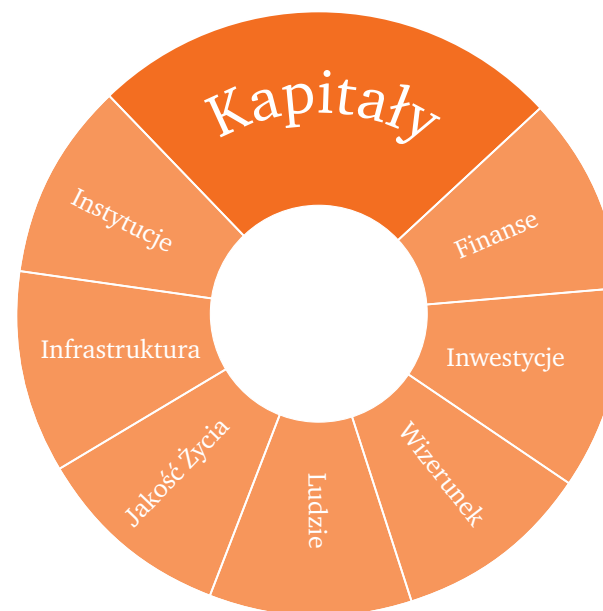 Kapitały
Finanse
Inwestycje
Wizerunek
Ludzie
Jakość Życia
Infrastruktura
Instytucje